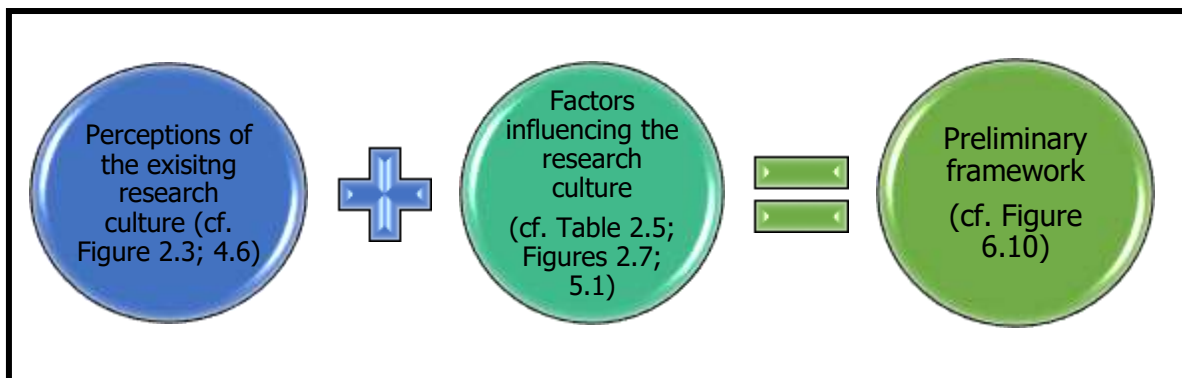 Perceptions of
the exisitng
research
culture (cf.
Figure 2.3; 4.6)
Factors
influencing the
research
culture
(cf. Table 2.5;
Figures 2.7;
5.1)
Preliminary
framework
(cf. Figure
6.10)